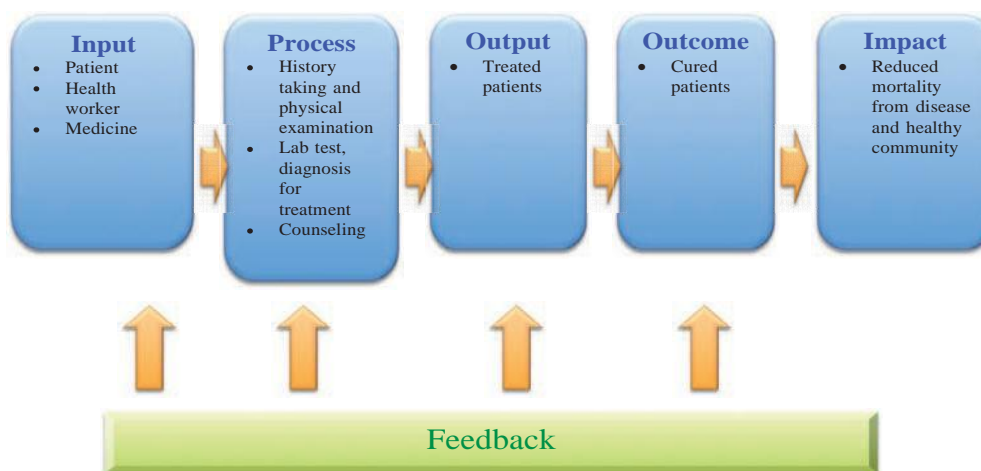 Input
• Patient
• Health
worker
• Medicine
Process
• History
taking and
physical
examination
• Lab test,
diagnosis
for
treatment
• Counseling
Output
• Treated
patients
Outcome
• Cured
patients
Impact
• Reduced
mortality
from disease
and healthy
community
Feedback